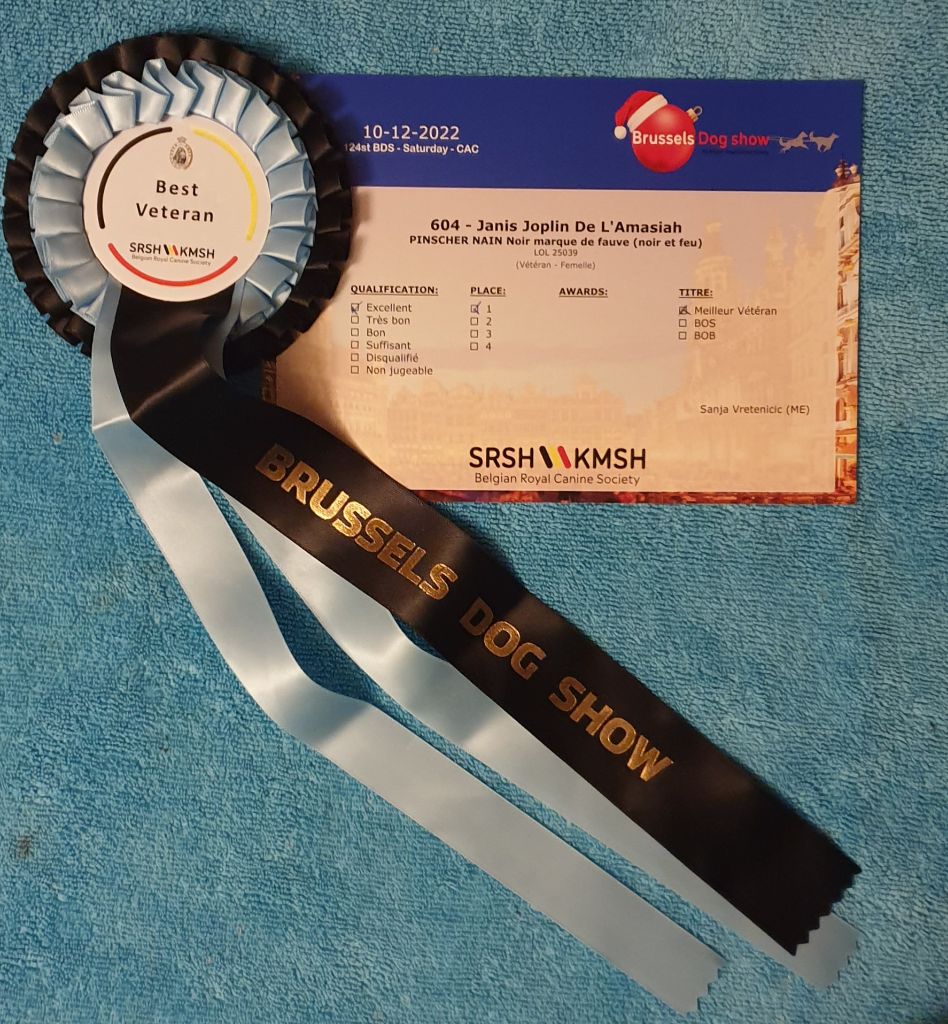 Best
Veteran
SRSH KMSH
Belgian Royal Canine Society
10-12-2022
124st BDS - Saturday - CAC
Brussels Dog show
604 - Janis Joplin De L'Amasiah
PINSCHER NAIN Noir marque de fauve (noir et feu)
LOL 25039
(Vétéran - Femelle)
QUALIFICATION:
Excellent
Très bon
Bon
Suffisant
Disqualifié
Non jugeable
PLACE:
1
2
3
4
AWARDS:
TITRE:
Meilleur Vétéran
BOS
BOB
Sanja Vretenicic (ME)
SRSH KMSH
Belgian Royal Canine Society
BRUSSELS DOG SHOW